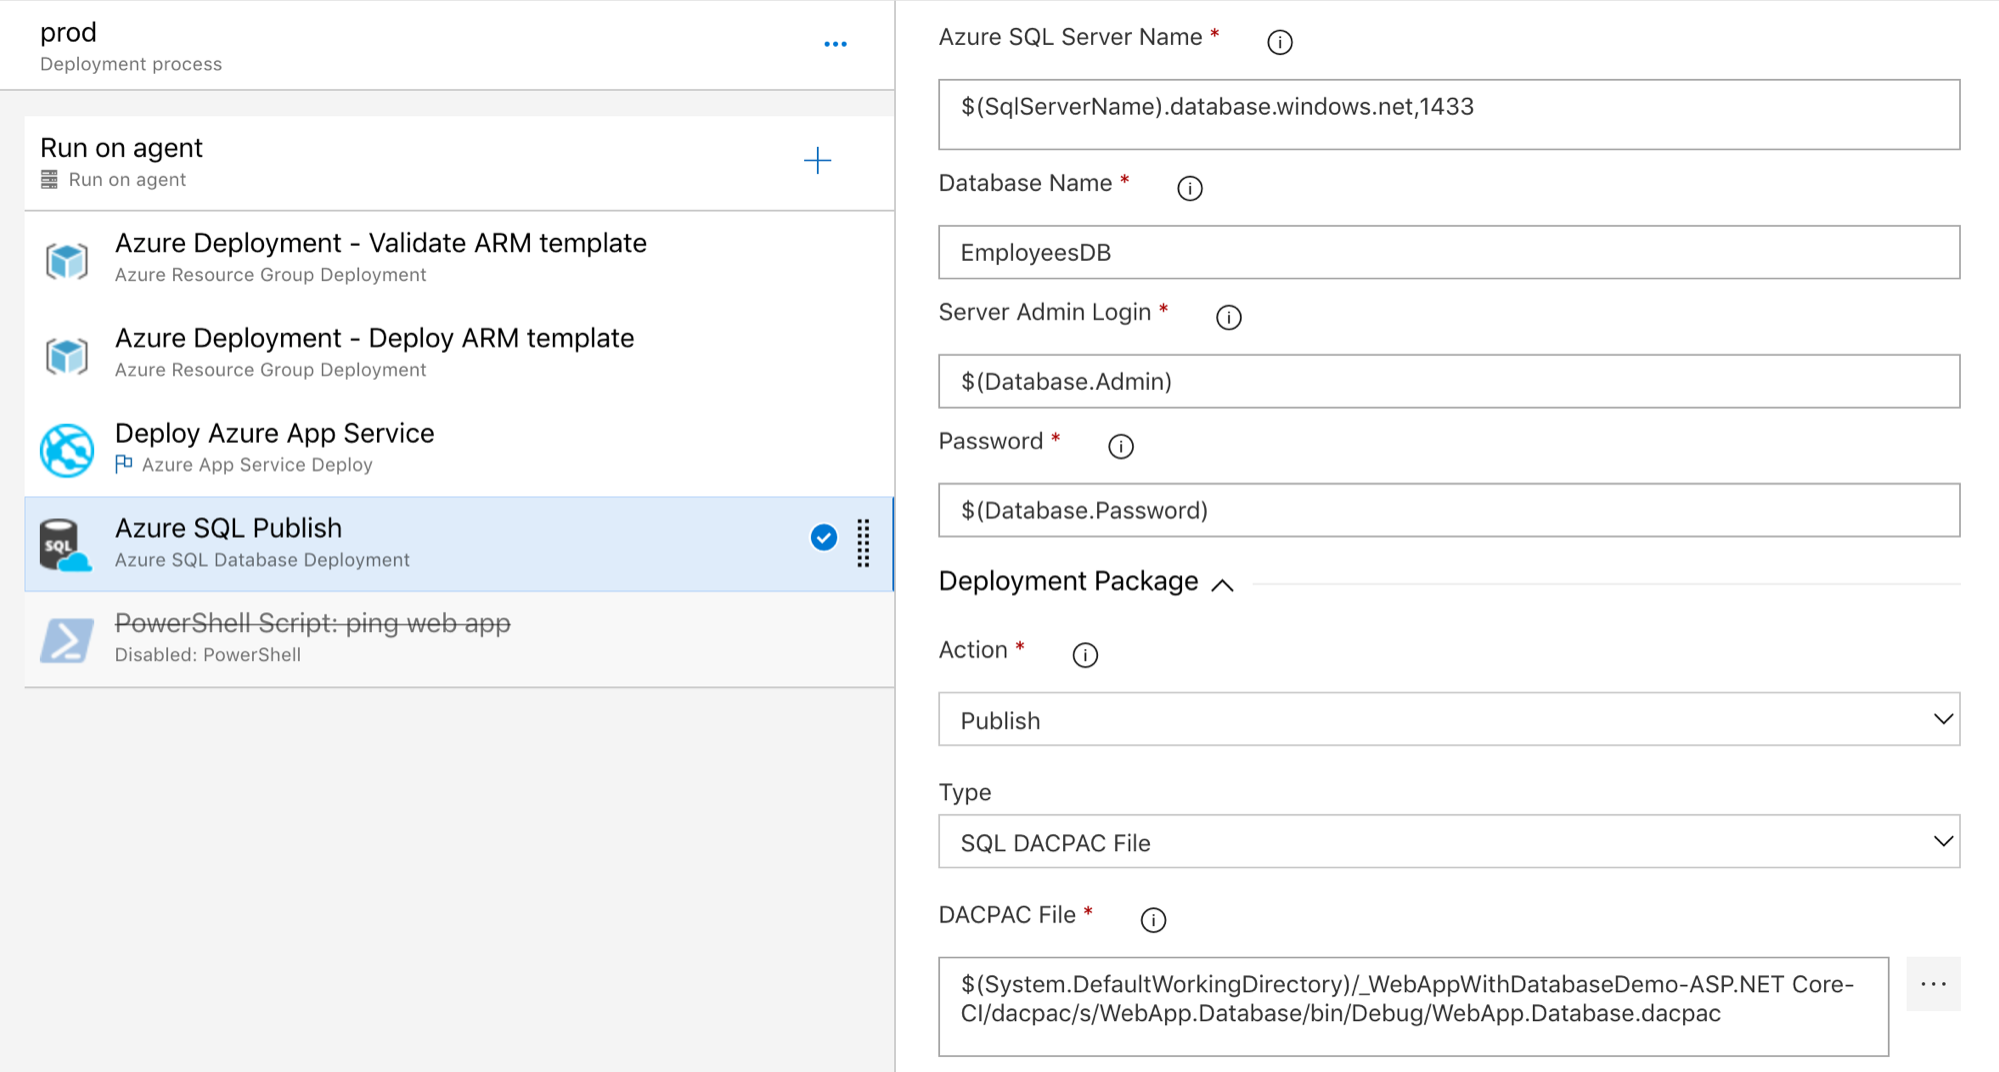 prod
Deployment process
Run on agent
Run on agent
Azure Deployment - Validate ARM template
Azure Resource Group Deployment
Azure Deployment - Deploy ARM template
Azure Resource Group Deployment
Deploy Azure App Service
Azure App Service Deploy
SQL
Azure SQL Publish
Azure SQL Database Deployment
PowerShell Script: ping web app
Disabled: PowerShell
Azure SQL Server Name *
$(SqlServerName).database.windows.net,1433
Database Name *
EmployeesDB
Server Admin Login *
$(Database.Admin)
Password *
$(Database.Password)
Deployment Package
Action *
Publish
Type
SQL DACPAC File
DACPAC File *
$(System.DefaultWorkingDirectory)/_WebAppWithDatabaseDemo-ASP.NET Core-
CI/dacpac/s/WebApp.Database/bin/Debug/WebApp.Database.dacpac